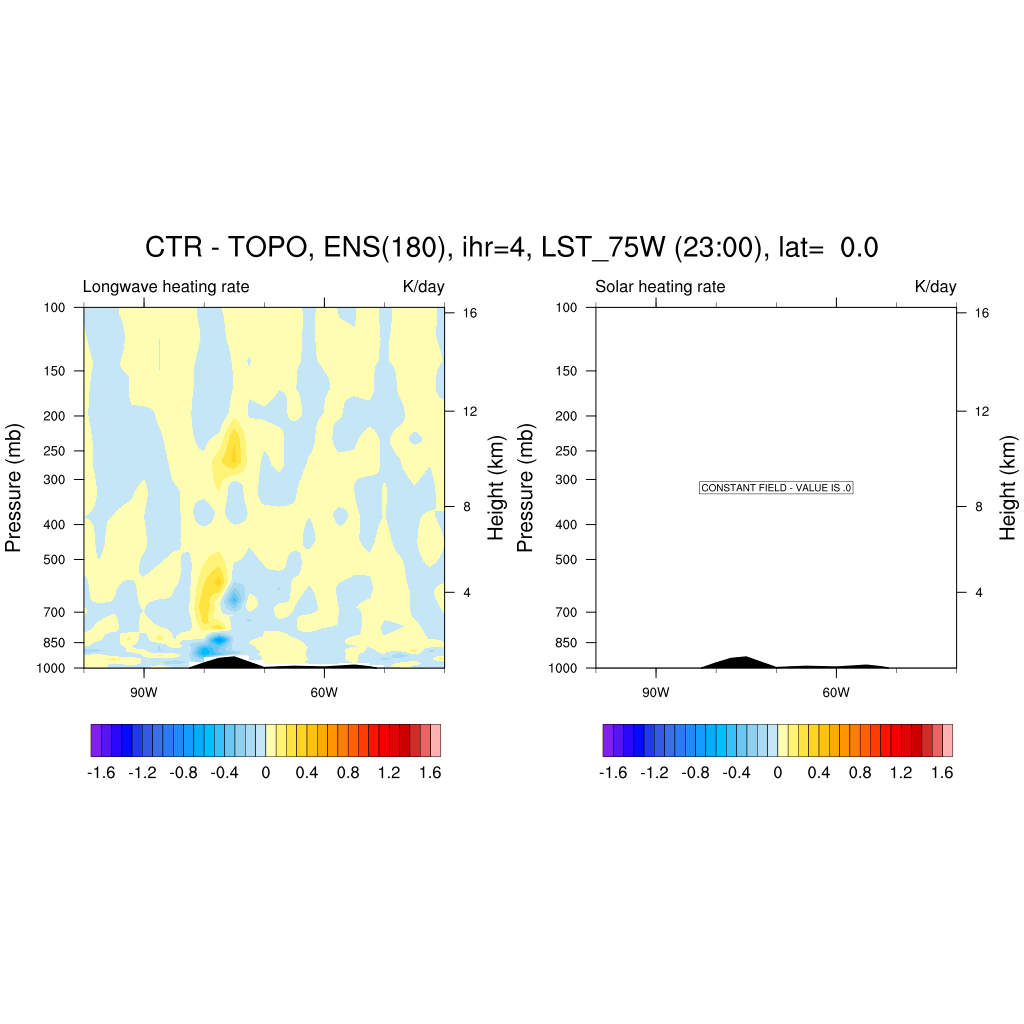 CTR - TOPO, ENS(180), ihr=4, LST_75W (23:00), lat=  0.0
Longwave heating rate
K/day
100
150
200
250
300
400
500
700
850
1000
Pressure (mb)
16
12
8
4
Height (km)
90W
60W
-1.6 -1.2 -0.8 -0.4 0 0.4 0.8 1.2 1.6
Solar heating rate
K/day
100
150
200
250
300
400
500
700
850
1000
Pressure (mb)
CONSTANT FIELD - VALUE IS .0
16
12
8
4
Height (km)
90W
60W
-1.6 -1.2 -0.8 -0.4 0 0.4 0.8 1.2 1.6